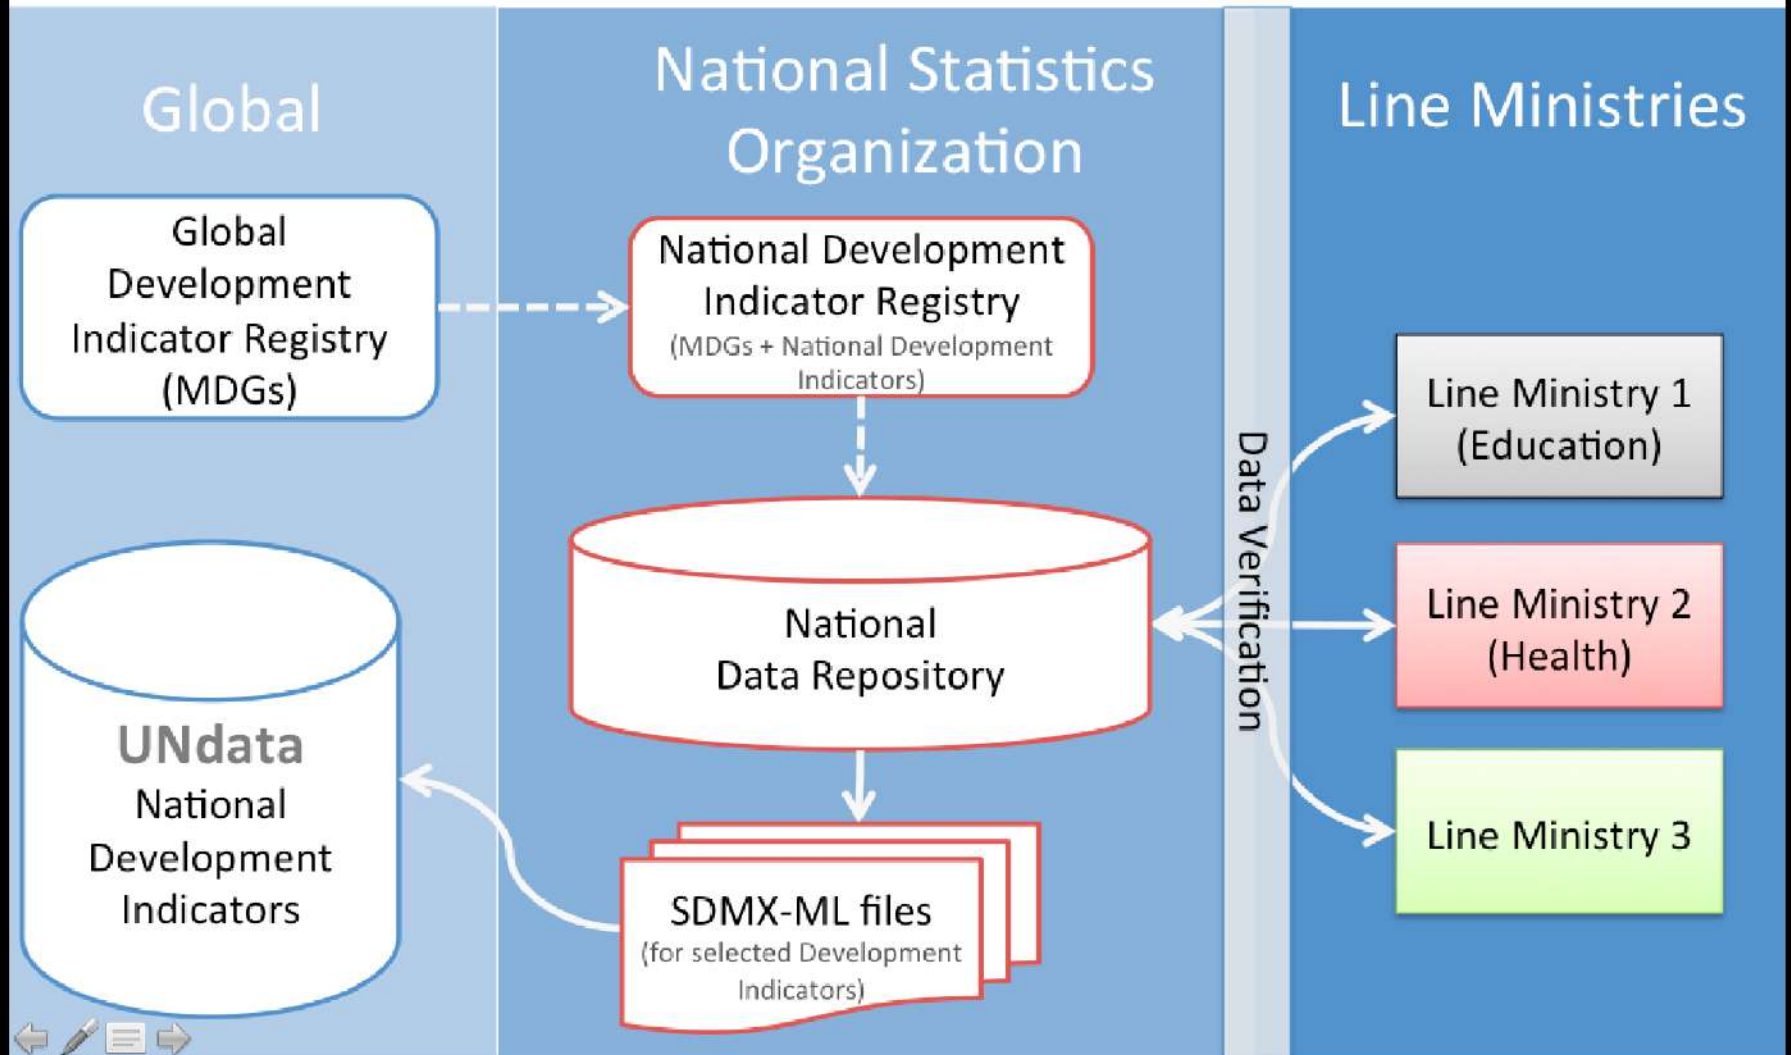 Global
Global
Development
Indicator Registry
(MDGs)
UNdata
National
Development
Indicators
National Statistics
Organization
National Development
Indicator Registry
(MDGs + National Development
Indicators)
National
Data Repository
SDMX-ML files
(for selected Development
Indicators)
Data Verification
Line Ministries
Line Ministry 1
(Education)
Line Ministry 2
(Health)
Line Ministry 3